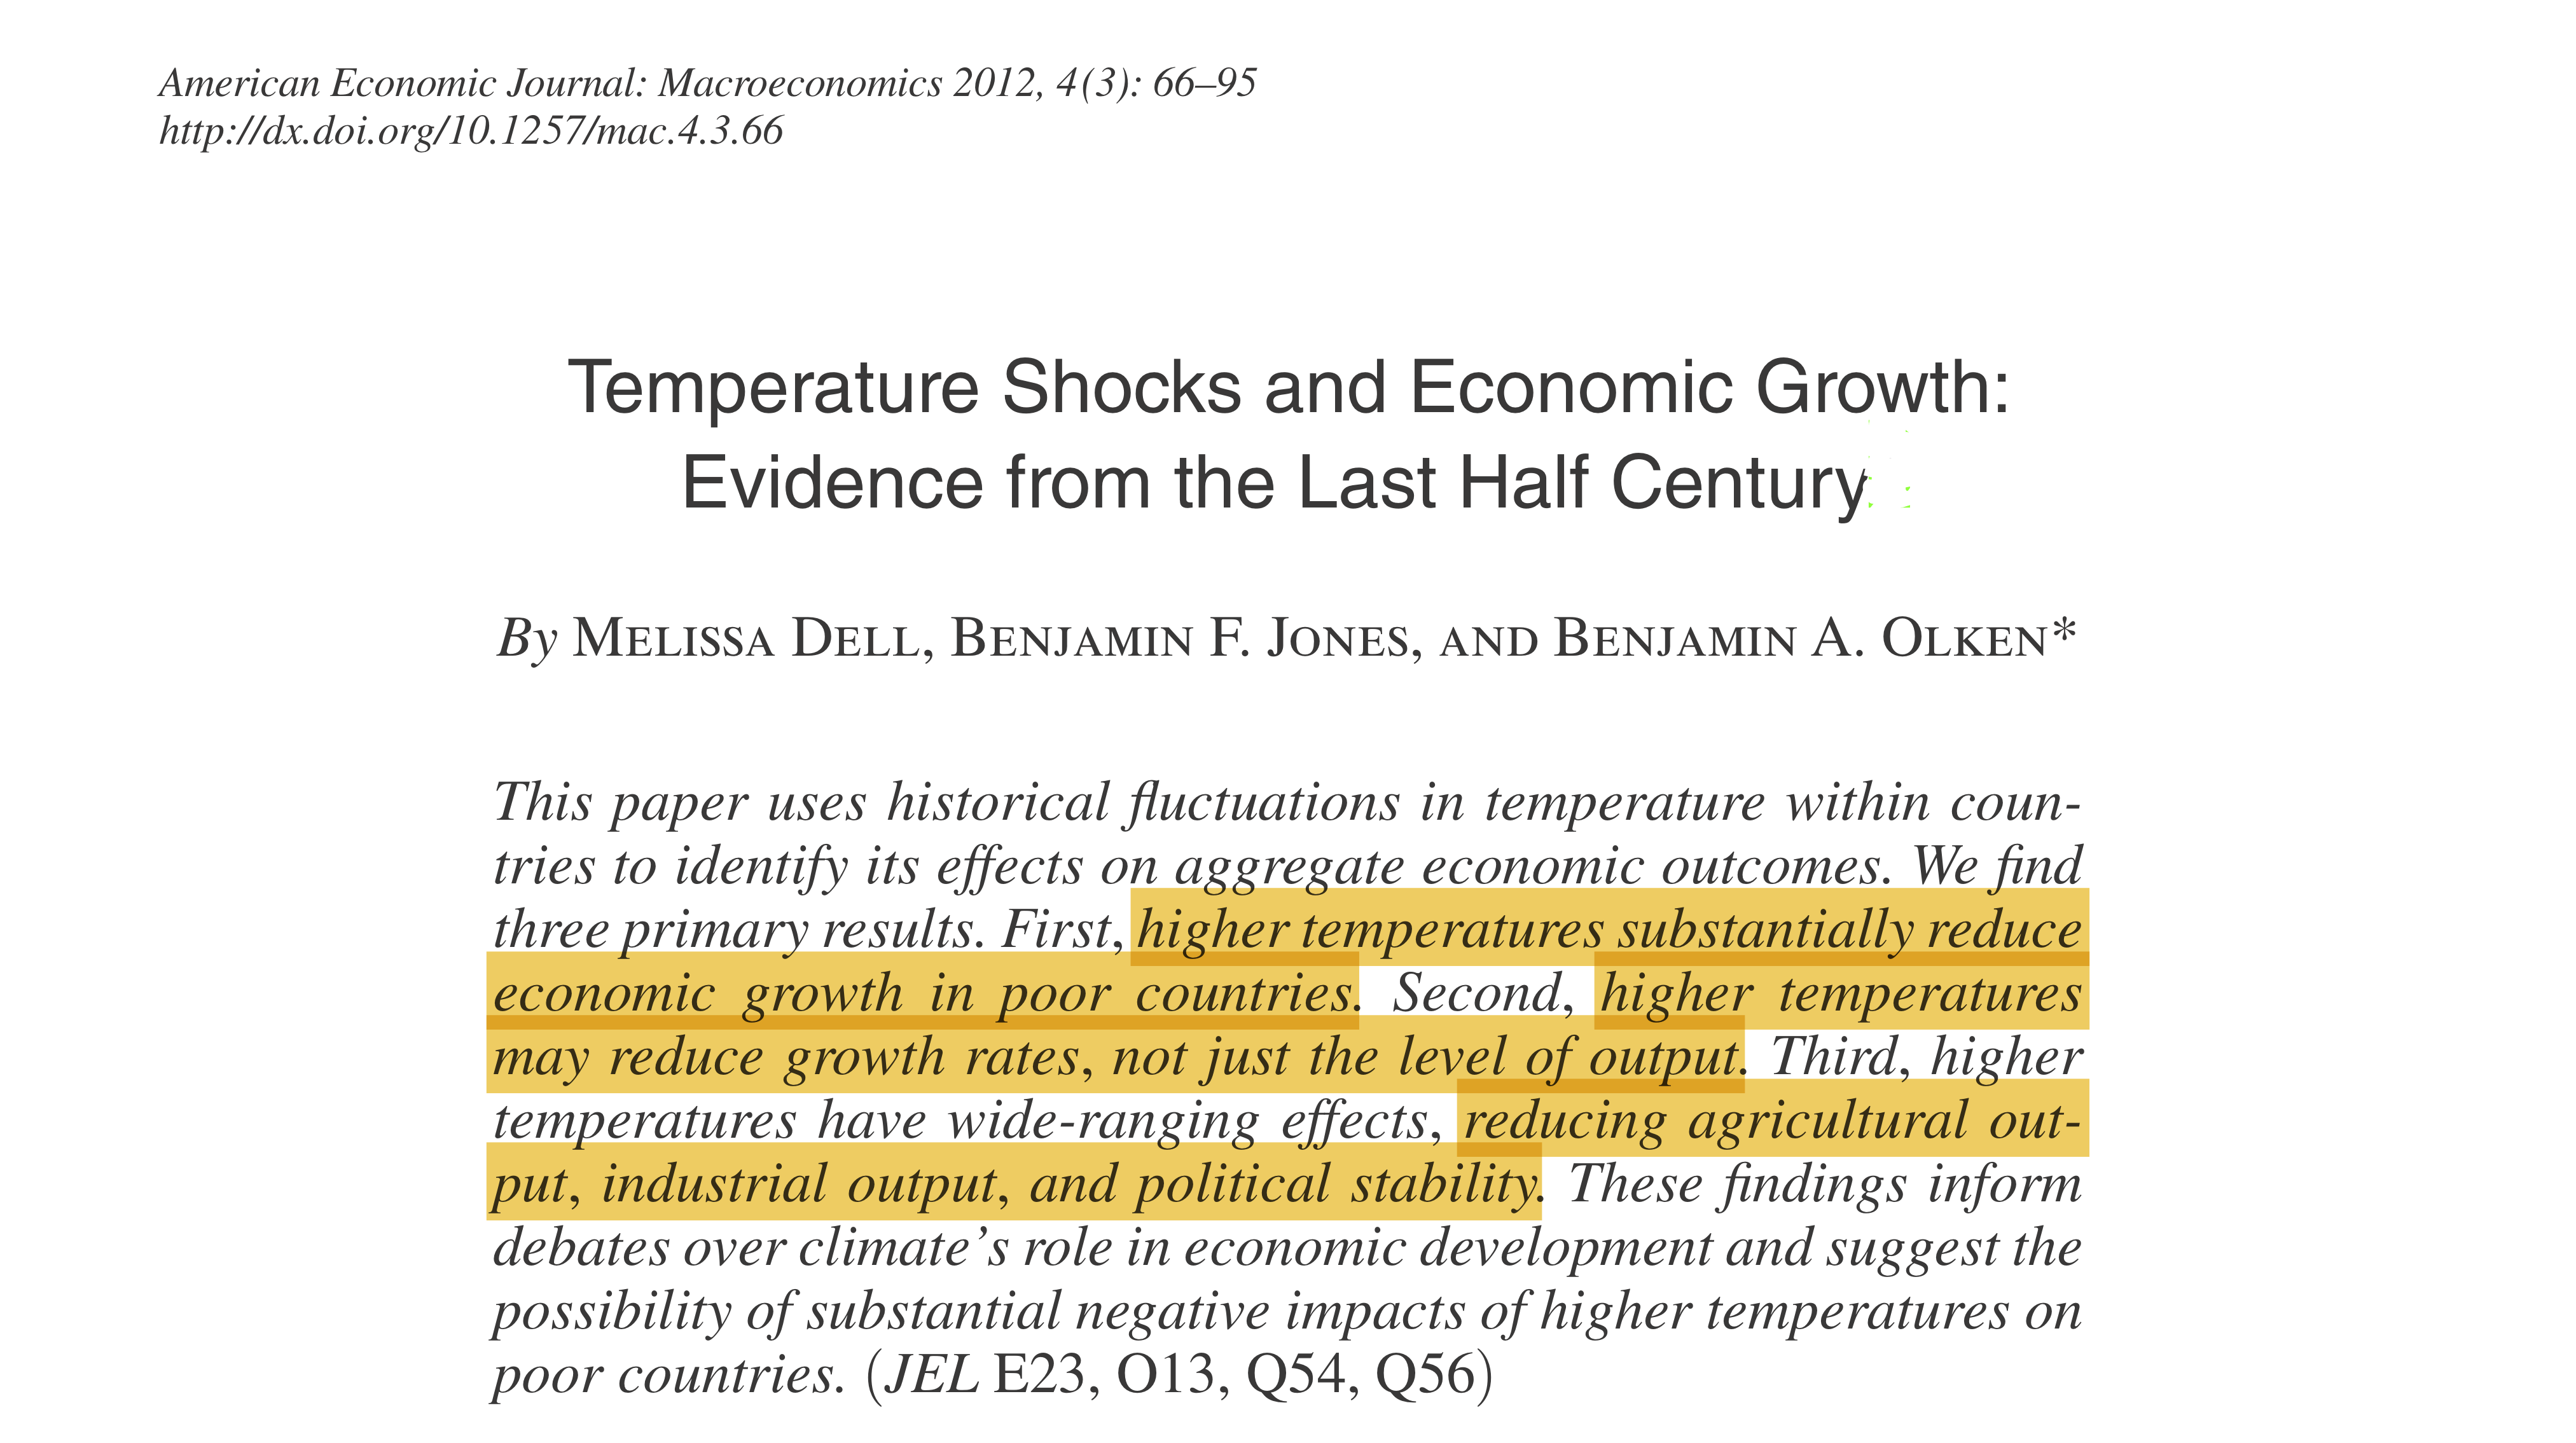 American Economic Journal: Macroeconomics 2012, 4(3): 66–95
http://dx.doi.org/10.1257/mac.4.3.66
Temperature Shocks and Economic Growth:
Evidence from the Last Half Century
By Melissa Dell, Benjamin F. Jones, and Benjamin A. Olken*
This paper uses historical fluctuations in temperature within coun-
tries to identify its effects on aggregate economic outcomes. We find
three primary results. First, higher temperatures substantially reduce
economic growth in poor countries. Second, higher temperatures
may reduce growth rates, not just the level of output. Third, higher
temperatures have wide-ranging effects, reducing agricultural out-
put, industrial output, and political stability. These findings inform
debates over climate’s role in economic development and suggest the
possibility of substantial negative impacts of higher temperatures on
poor countries. (JEL E23, O13, Q54, Q56)